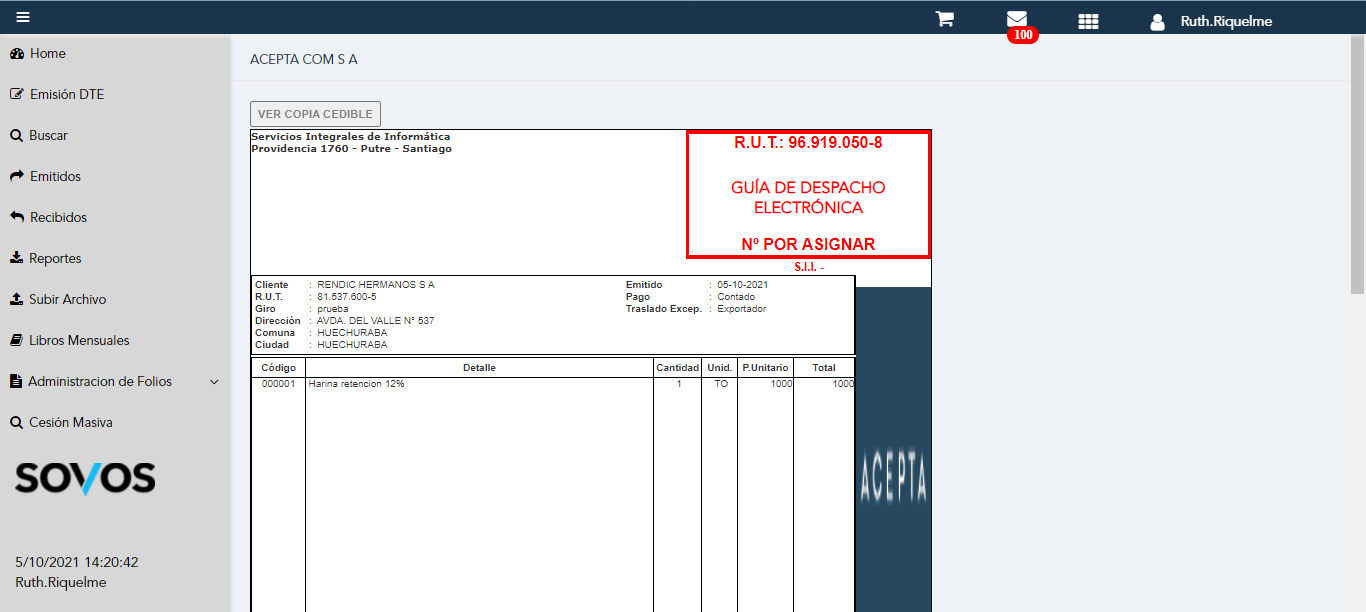 Ruth.Riquelme
100
Home
Emisión DTE
Buscar
Emitidos
Recibidos
Reportes
Subir Archivo
Libros Mensuales
Administracion de Folios
Cesión Masiva
SOVOS
5/10/2021 14:20:42
Ruth.Riquelme
ACEPTA COM S A
VER COPIA CEDIBLE
Servicios Integrales de Informática
Providencia 1760 - Putre - Santiago
R.U.T.: 96.919.050-8
GUÍA DE DESPACHO
ELECTRÓNICA
Nº POR ASIGNAR
S.I.I. -
Cliente : RENDIC HERMANOS S A Emitido : 05-10-2021
R.U.T. : 81.537.600-5 Pago : Contado
Giro : prueba Traslado Excep. : Exportador
Dirección : AVDA. DEL VALLE N° 537
Comuna : HUECHURABA
Ciudad : HUECHURABA
Código Detalle Cantidad Unid. P.Unitario Total
000001 Harina retencion 12% 1 TO 1000 1000
ACEPTA